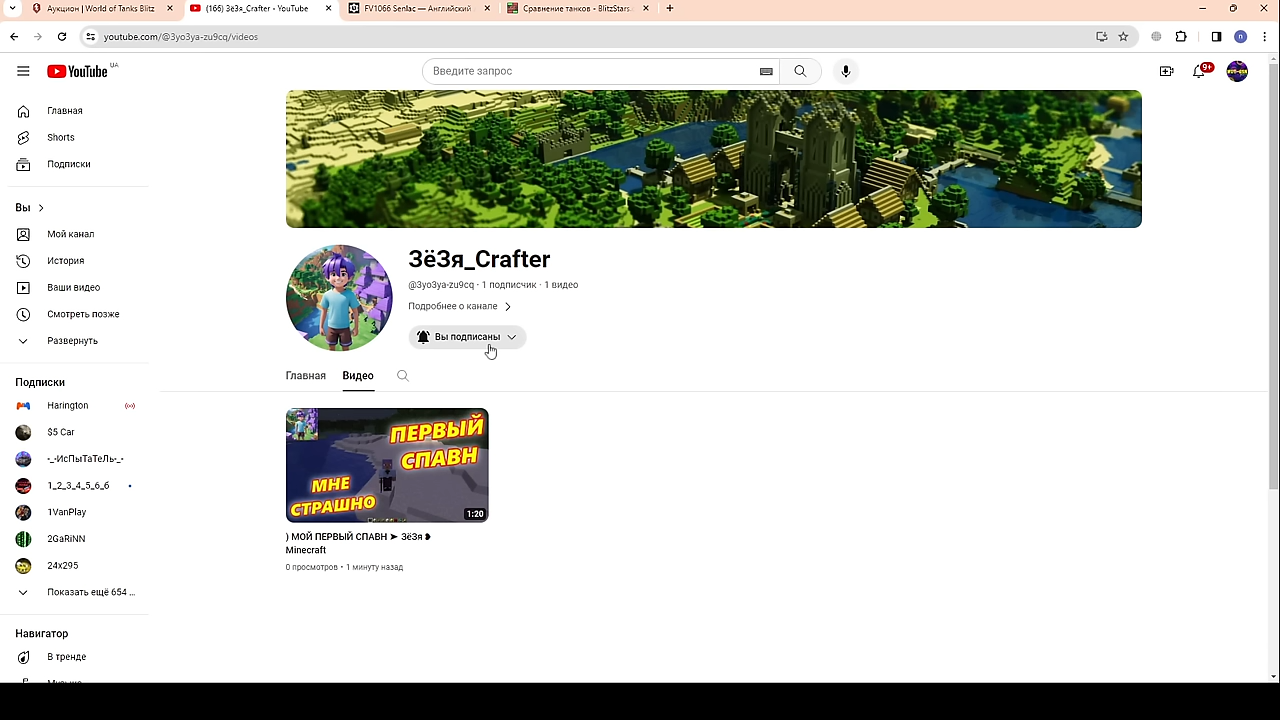 Аукцион | World of Tanks Blitz
(166) ЗёЗя_Crafter - YouTube
FV1066 Senlac — Английский
Сравнение танков - BlitzStars.
youtube.com/@3yo3ya-zu9cq/videos
n
YouTube UA
Введите запрос
9+
Главная
Shorts
Подписки
Вы
Мой канал
История
Ваши видео
Смотреть позже
Развернуть
Подписки
Harington
$5 Car
-_-ИсПыТаТеЛь-_-
1_2_3_4_5_6_6
1VanPlay
2GaRiNN
24x295
Показать ещё 654 ...
Навигатор
В тренде
ЗёЗя_Crafter
@3yo3ya-zu9cq · 1 подписчик · 1 видео
Подробнее о канале
Вы подписаны
Главная
Видео
ПЕРВЫЙ
СПАВН
МНЕ
СТРАШНО
1:20
) МОЙ ПЕРВЫЙ СПАВН ➤ ЗёЗя ❥
Minecraft
0 просмотров • 1 минуту назад